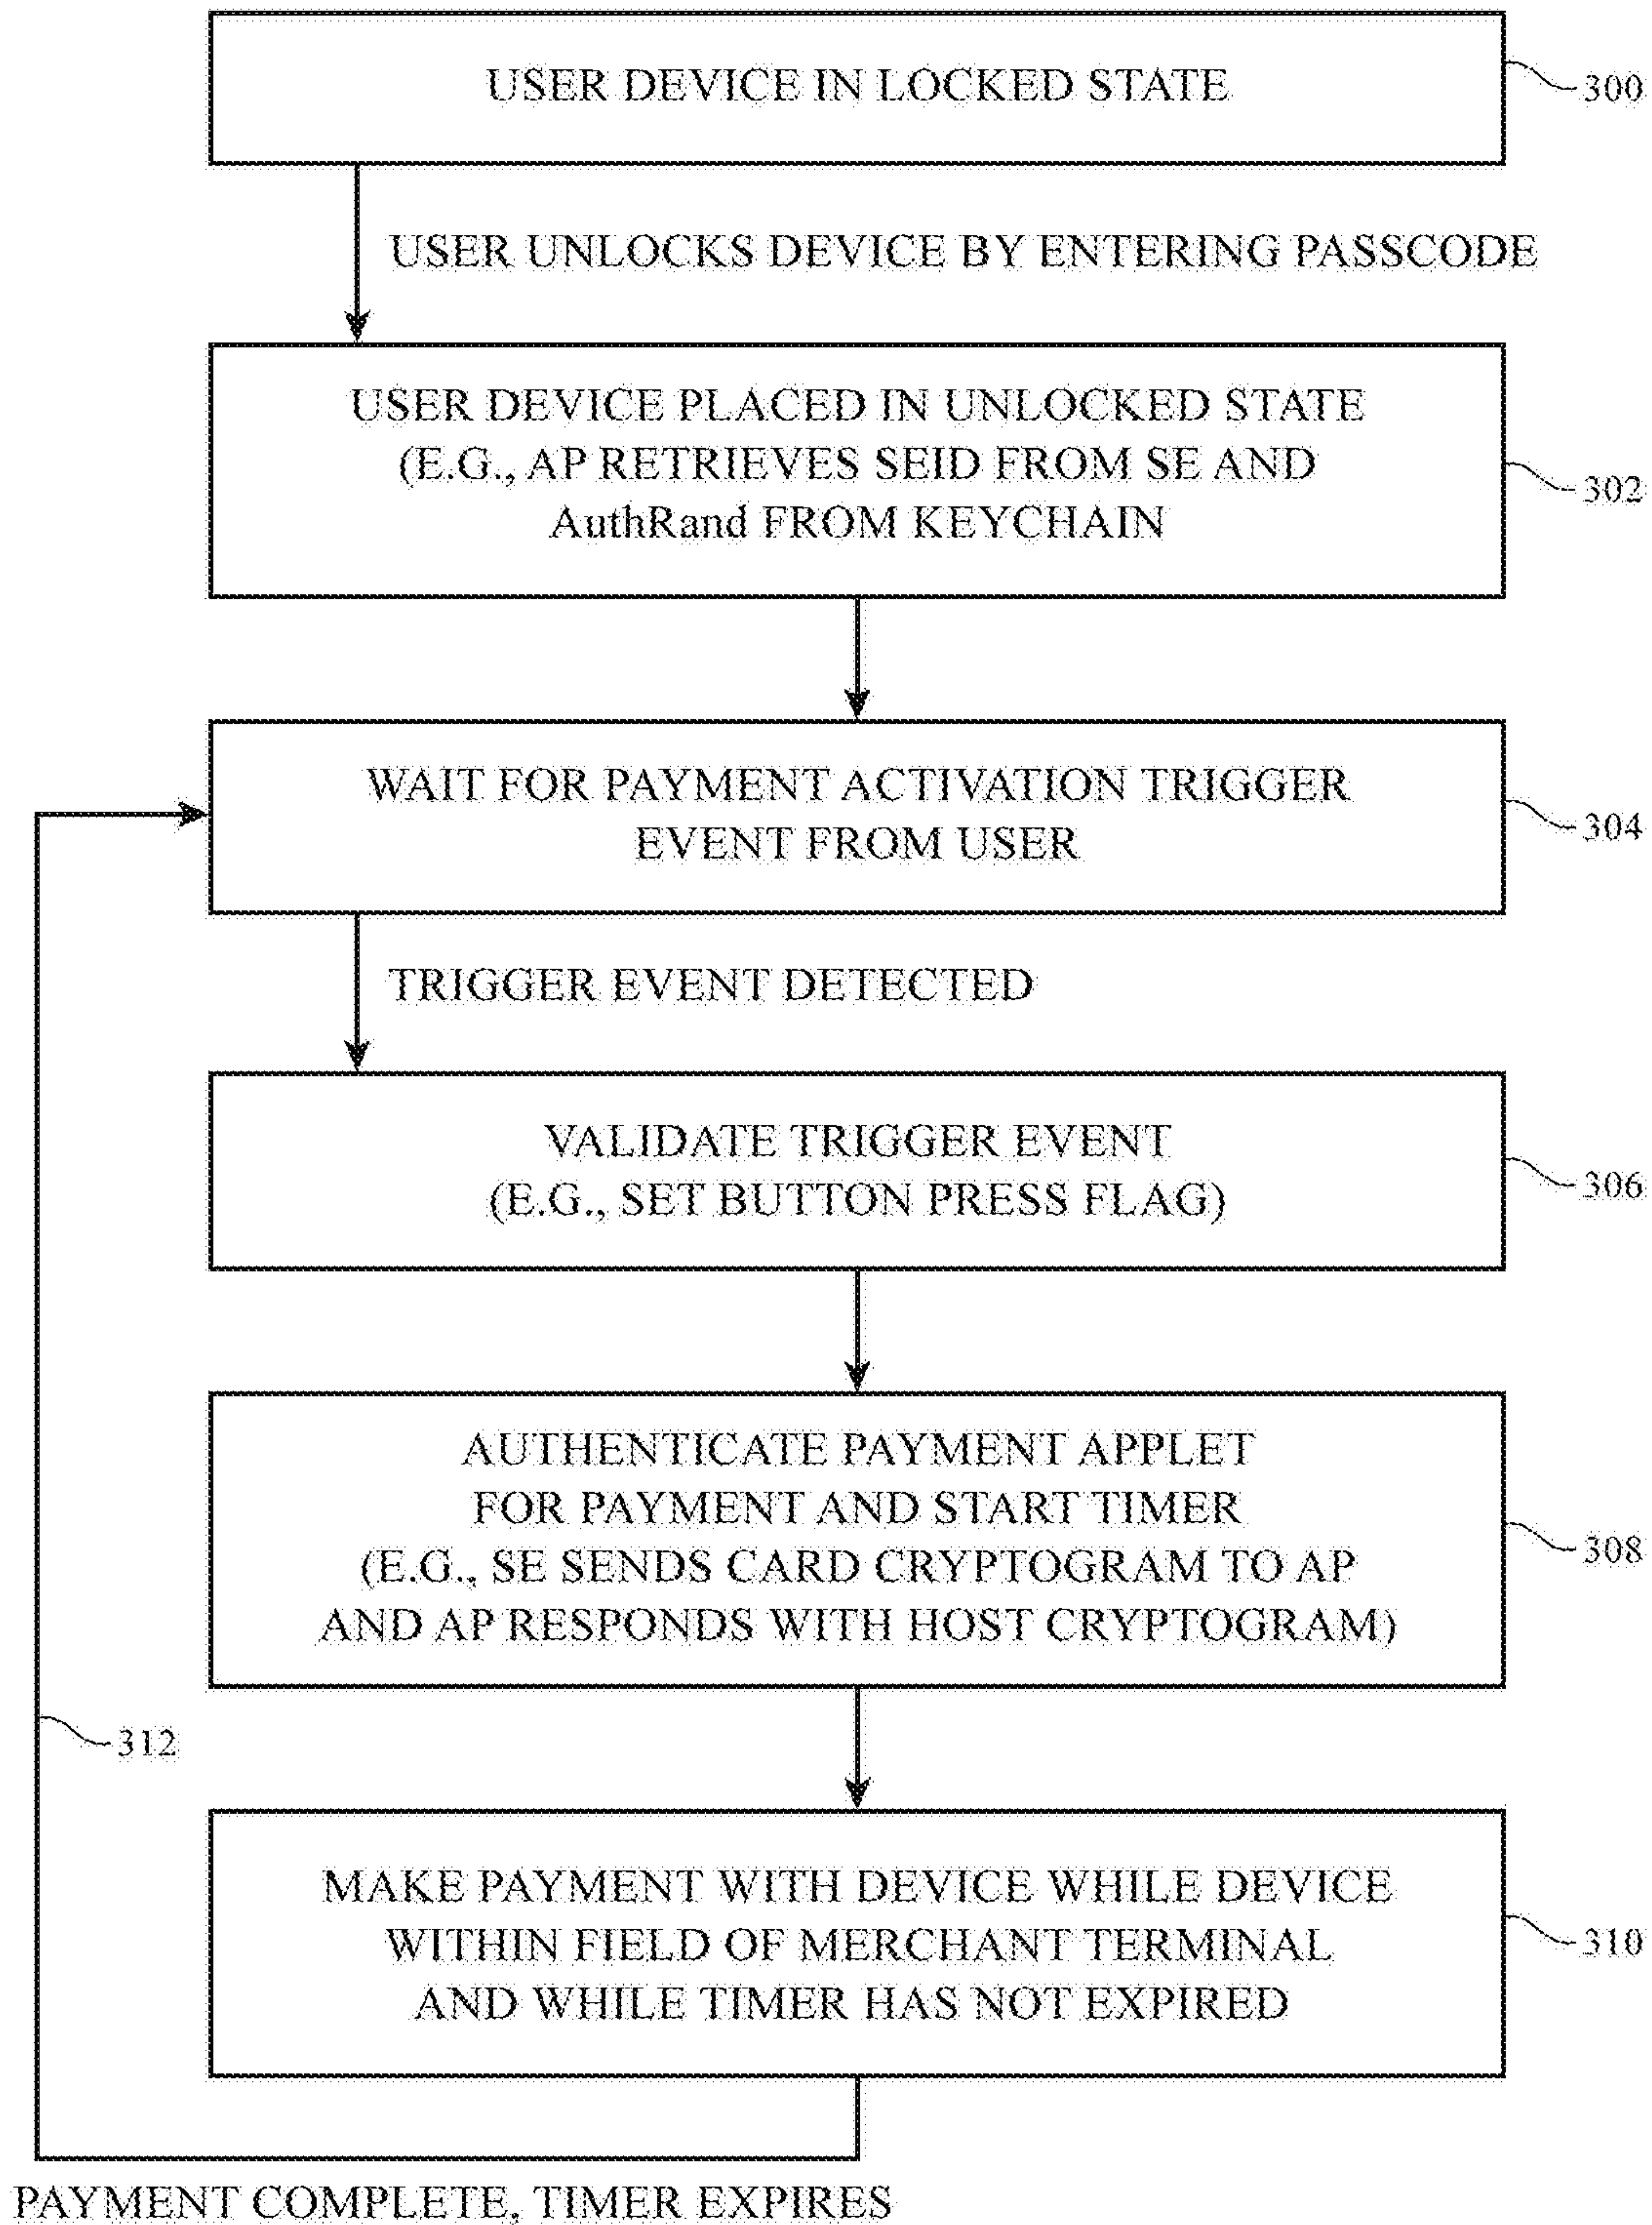 USER DEVICE IN LOCKED STATE
300
USER UNLOCKS DEVICE BY ENTERING PASSCODE
USER DEVICE PLACED IN UNLOCKED STATE
(E.G., AP RETRIEVES SEID FROM SE AND
AuthRand FROM KEYCHAIN
302
WAIT FOR PAYMENT ACTIVATION TRIGGER
EVENT FROM USER
304
TRIGGER EVENT DETECTED
VALIDATE TRIGGER EVENT
(E.G., SET BUTTON PRESS FLAG)
306
AUTHENTICATE PAYMENT APPLET
FOR PAYMENT AND START TIMER
(E.G., SE SENDS CARD CRYPTOGRAM TO AP
AND AP RESPONDS WITH HOST CRYPTOGRAM)
308
312
MAKE PAYMENT WITH DEVICE WHILE DEVICE
WITHIN FIELD OF MERCHANT TERMINAL
AND WHILE TIMER HAS NOT EXPIRED
310
PAYMENT COMPLETE, TIMER EXPIRES